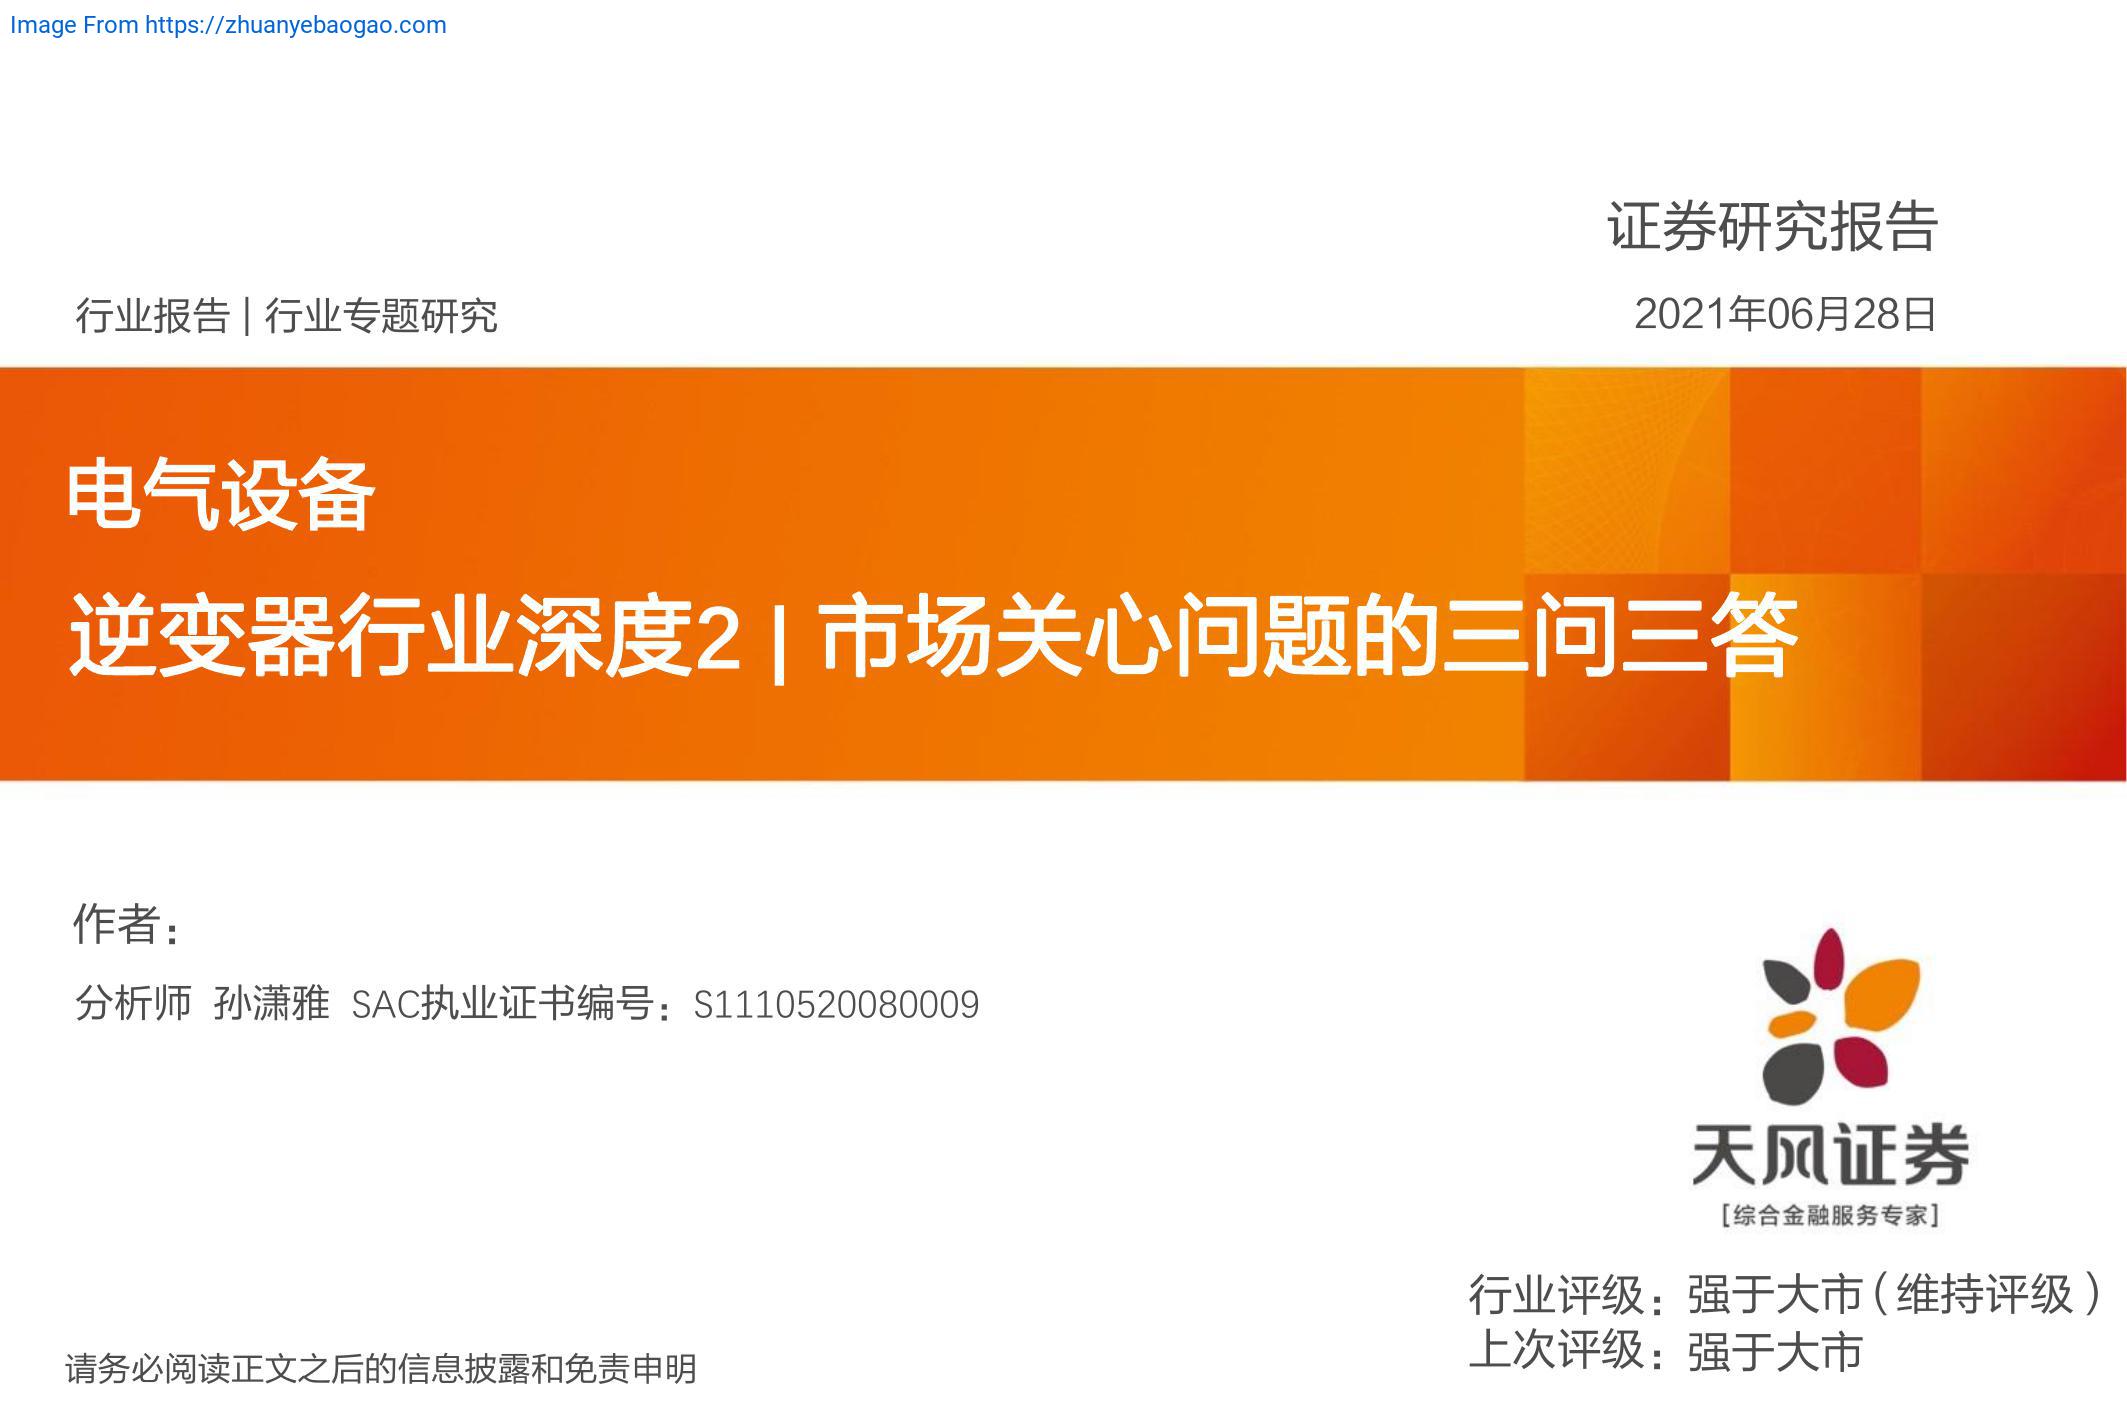 Image From https://zhuanyebaogao.com
证券研究报告
行业报告 | 行业专题研究
2021年06月28日
电气设备
逆变器行业深度2 | 市场关心问题的三问三答
作者：
分析师 孙潇雅 SAC执业证书编号：S1110520080009
天风证券
[综合金融服务专家]
行业评级：强于大市（维持评级）
上次评级：强于大市
请务必阅读正文之后的信息披露和免责申明